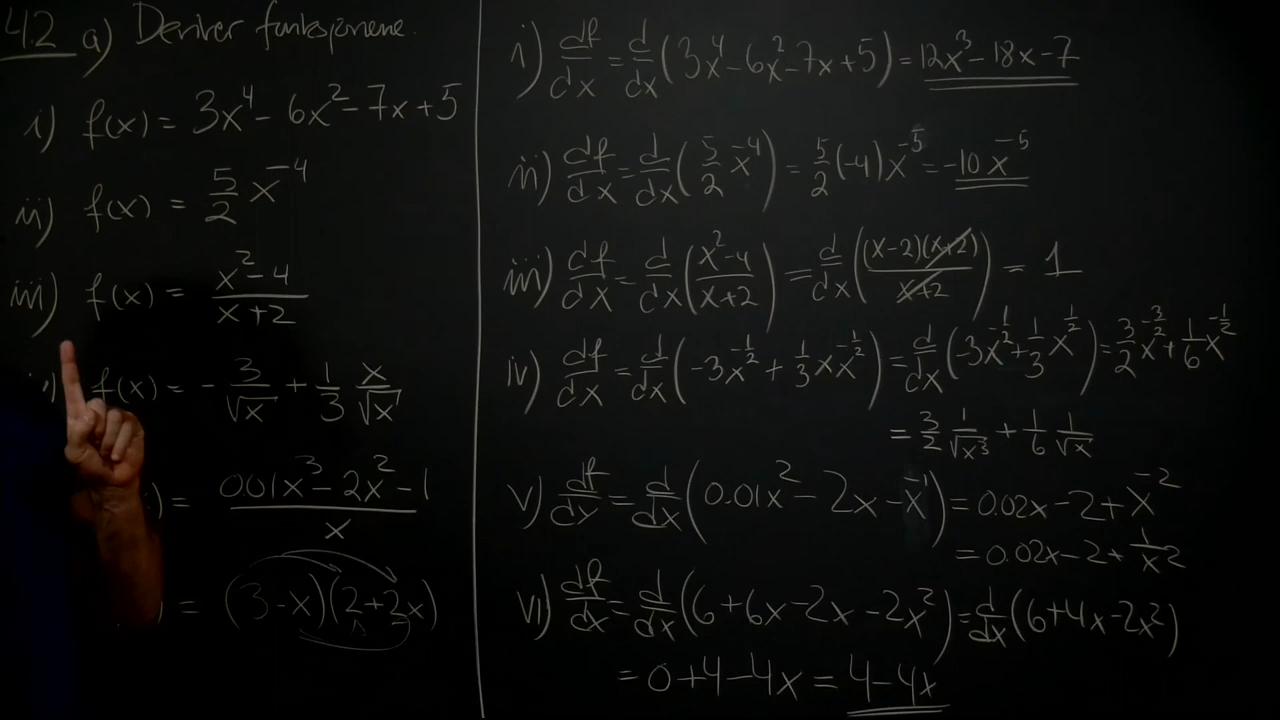 4.2 a) Deriver funksjonene.
i) f(x) = 3x⁴ - 6x² - 7x + 5
ii) f(x) = 5/2 x⁻⁴
iii) f(x) = (x² - 4)/(x + 2)
f(x) = - 3/√x + 1/3 x/√x
) = (0.01x³ - 2x² - 1)/x
= (3 - x)(2 + 2x)
i) df/dx = d/dx (3x⁴ - 6x² - 7x + 5) = 12x³ - 18x - 7
ii) df/dx = d/dx (5/2 x⁻⁴) = 5/2 (-4) x⁻⁵ = -10x⁻⁵
iii) df/dx = d/dx ((x² - 4)/(x + 2)) = d/dx ((x - 2)(x + 2)/(x + 2)) = 1
iv) df/dx = d/dx (-3x^(-1/2) + 1/3 x x^(-1/2)) = d/dx (-3x^(-1/2) + 1/3 x^(1/2)) = 3/2 x^(-3/2) + 1/6 x^(-1/2)
= 3/2 1/√x³ + 1/6 1/√x
v) df/dx = d/dx (0.01x² - 2x - x⁻¹) = 0.02x - 2 + x⁻²
= 0.02x - 2 + 1/x²
vi) df/dx = d/dx (6 + 6x - 2x - 2x²) = d/dx (6 + 4x - 2x²)
= 0 + 4 - 4x = 4 - 4x